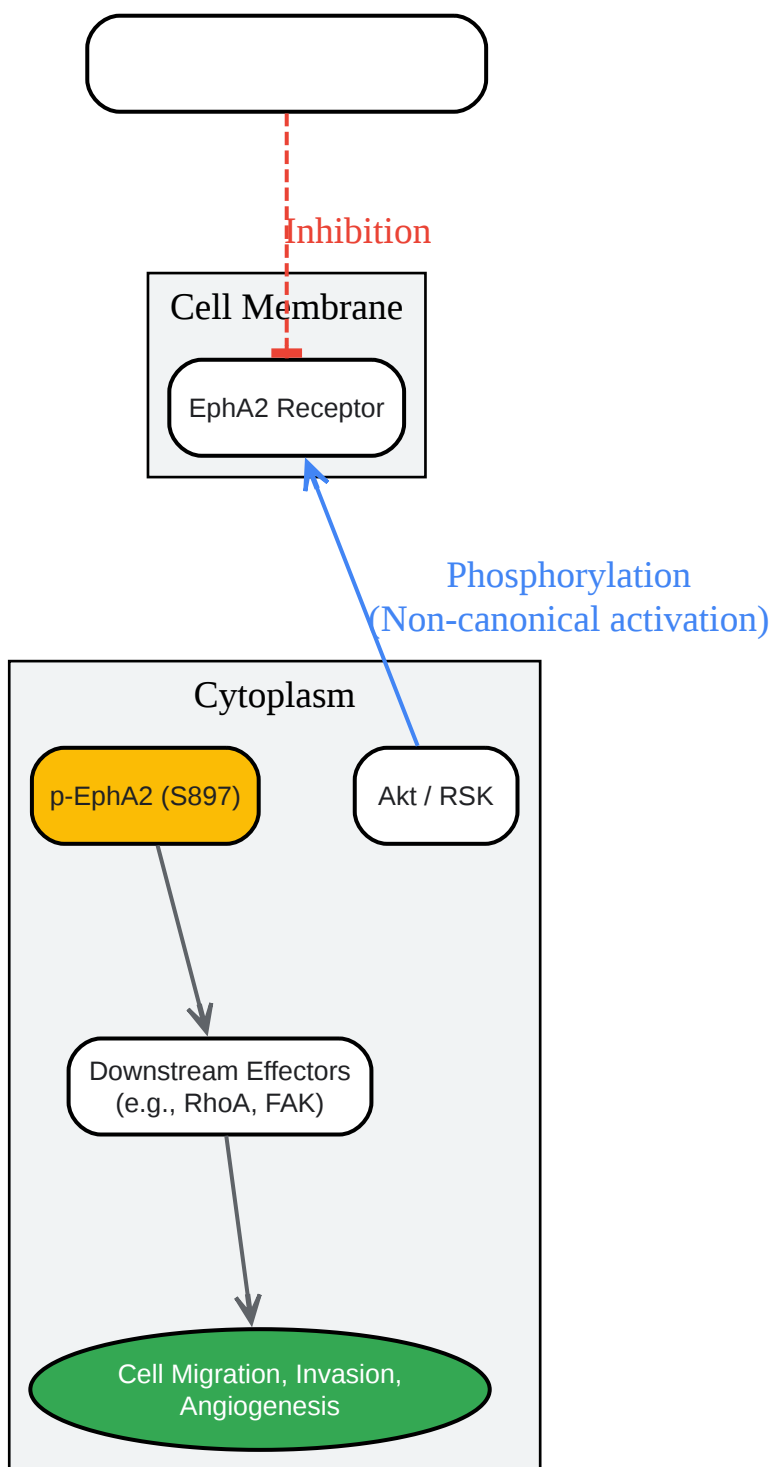 Inhibition
Cell Membrane
EphA2 Receptor
Phosphorylation
(Non-canonical activation)
Cytoplasm
p-EphA2 (S897)
Akt / RSK
Downstream Effectors
(e.g., RhoA, FAK)
Cell Migration, Invasion,
Angiogenesis